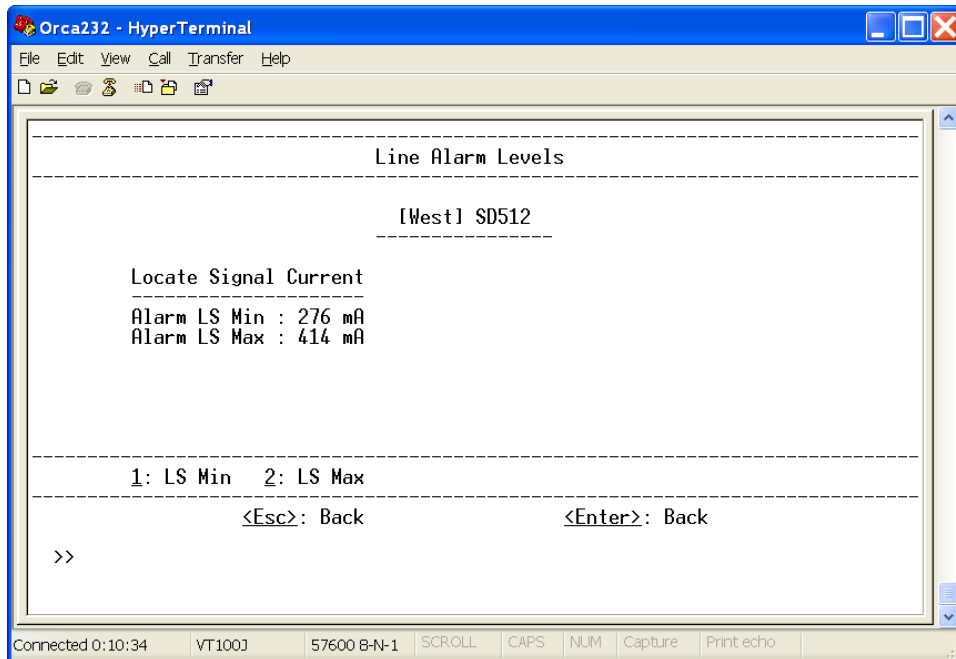 Orca232 - HyperTerminal
File Edit View Call Transfer Help
Line Alarm Levels
[West] SD512
Locate Signal Current
Alarm LS Min : 276 mA
Alarm LS Max : 414 mA
1: LS Min 2: LS Max
<Esc>: Back <Enter>: Back
>>
Connected 0:10:34 VT100J 57600 8-N-1 SCROLL CAPS NUM Capture Print echo